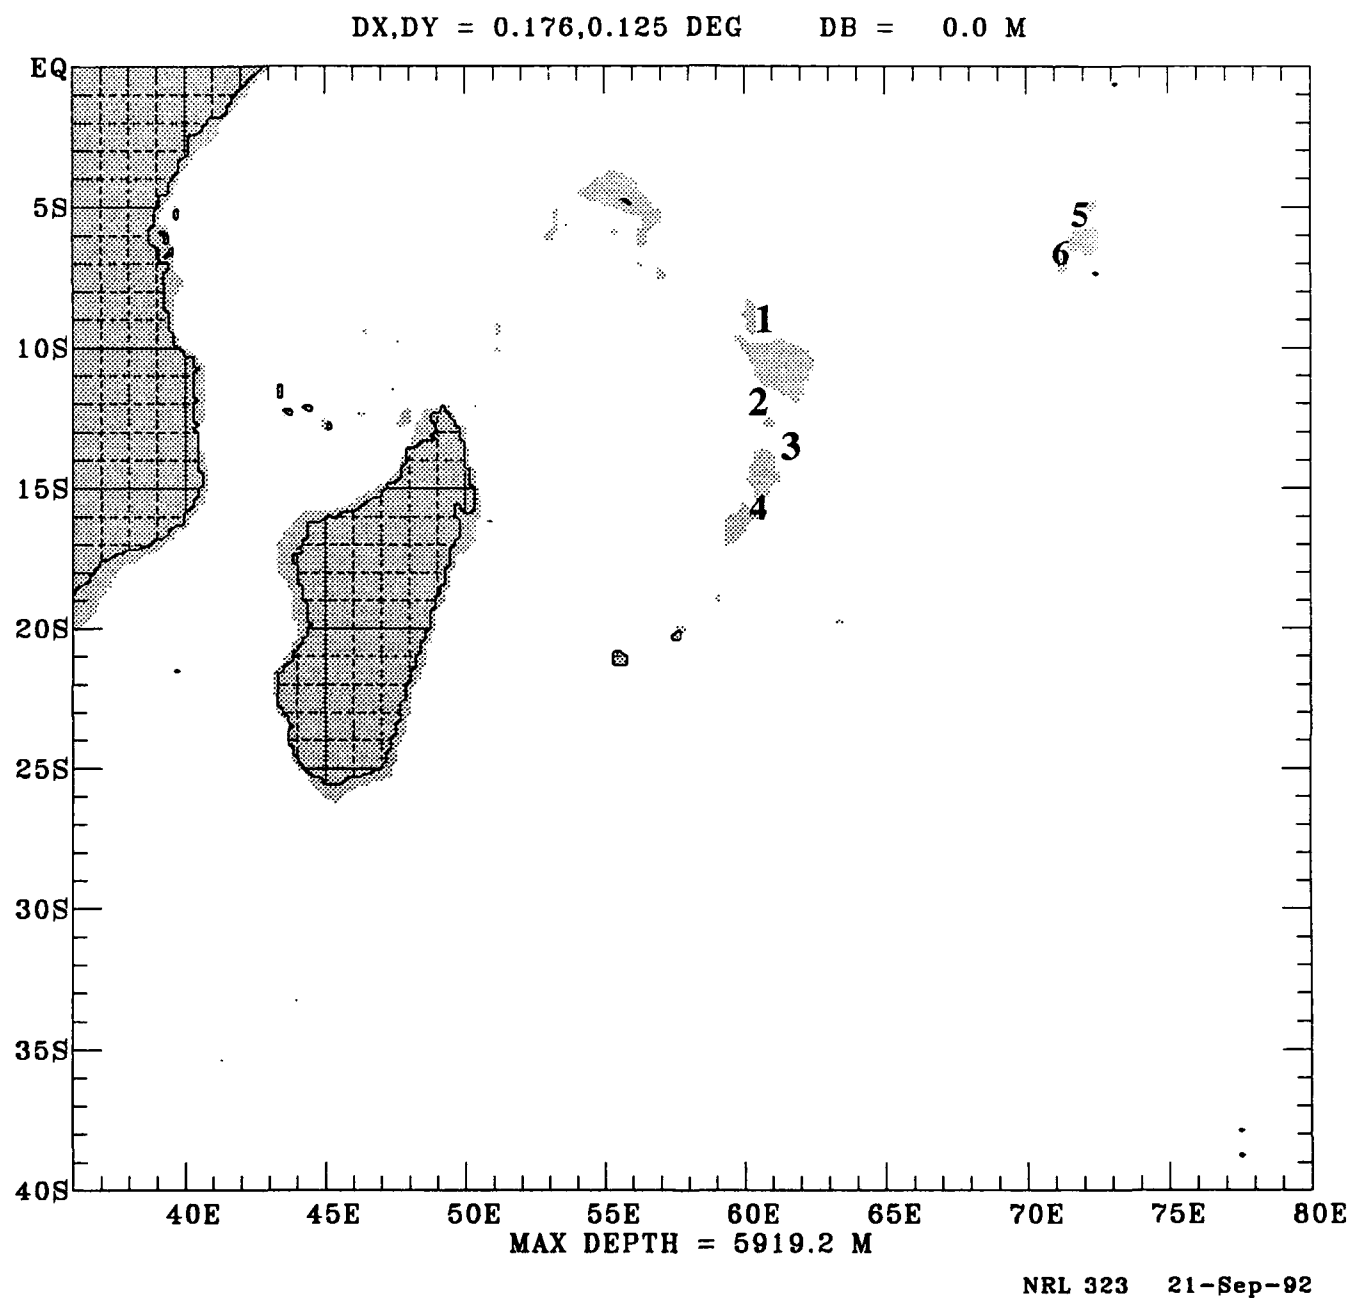 DX,DY = 0.176,0.125 DEG DB = 0.0 M
EQ
5S
5
6
1
10S
2
3
15S
4
20S
25S
30S
35S
40S
40E 45E 50E 55E 60E 65E 70E 75E 80E
MAX DEPTH = 5919.2 M
NRL 323 21-Sep-92